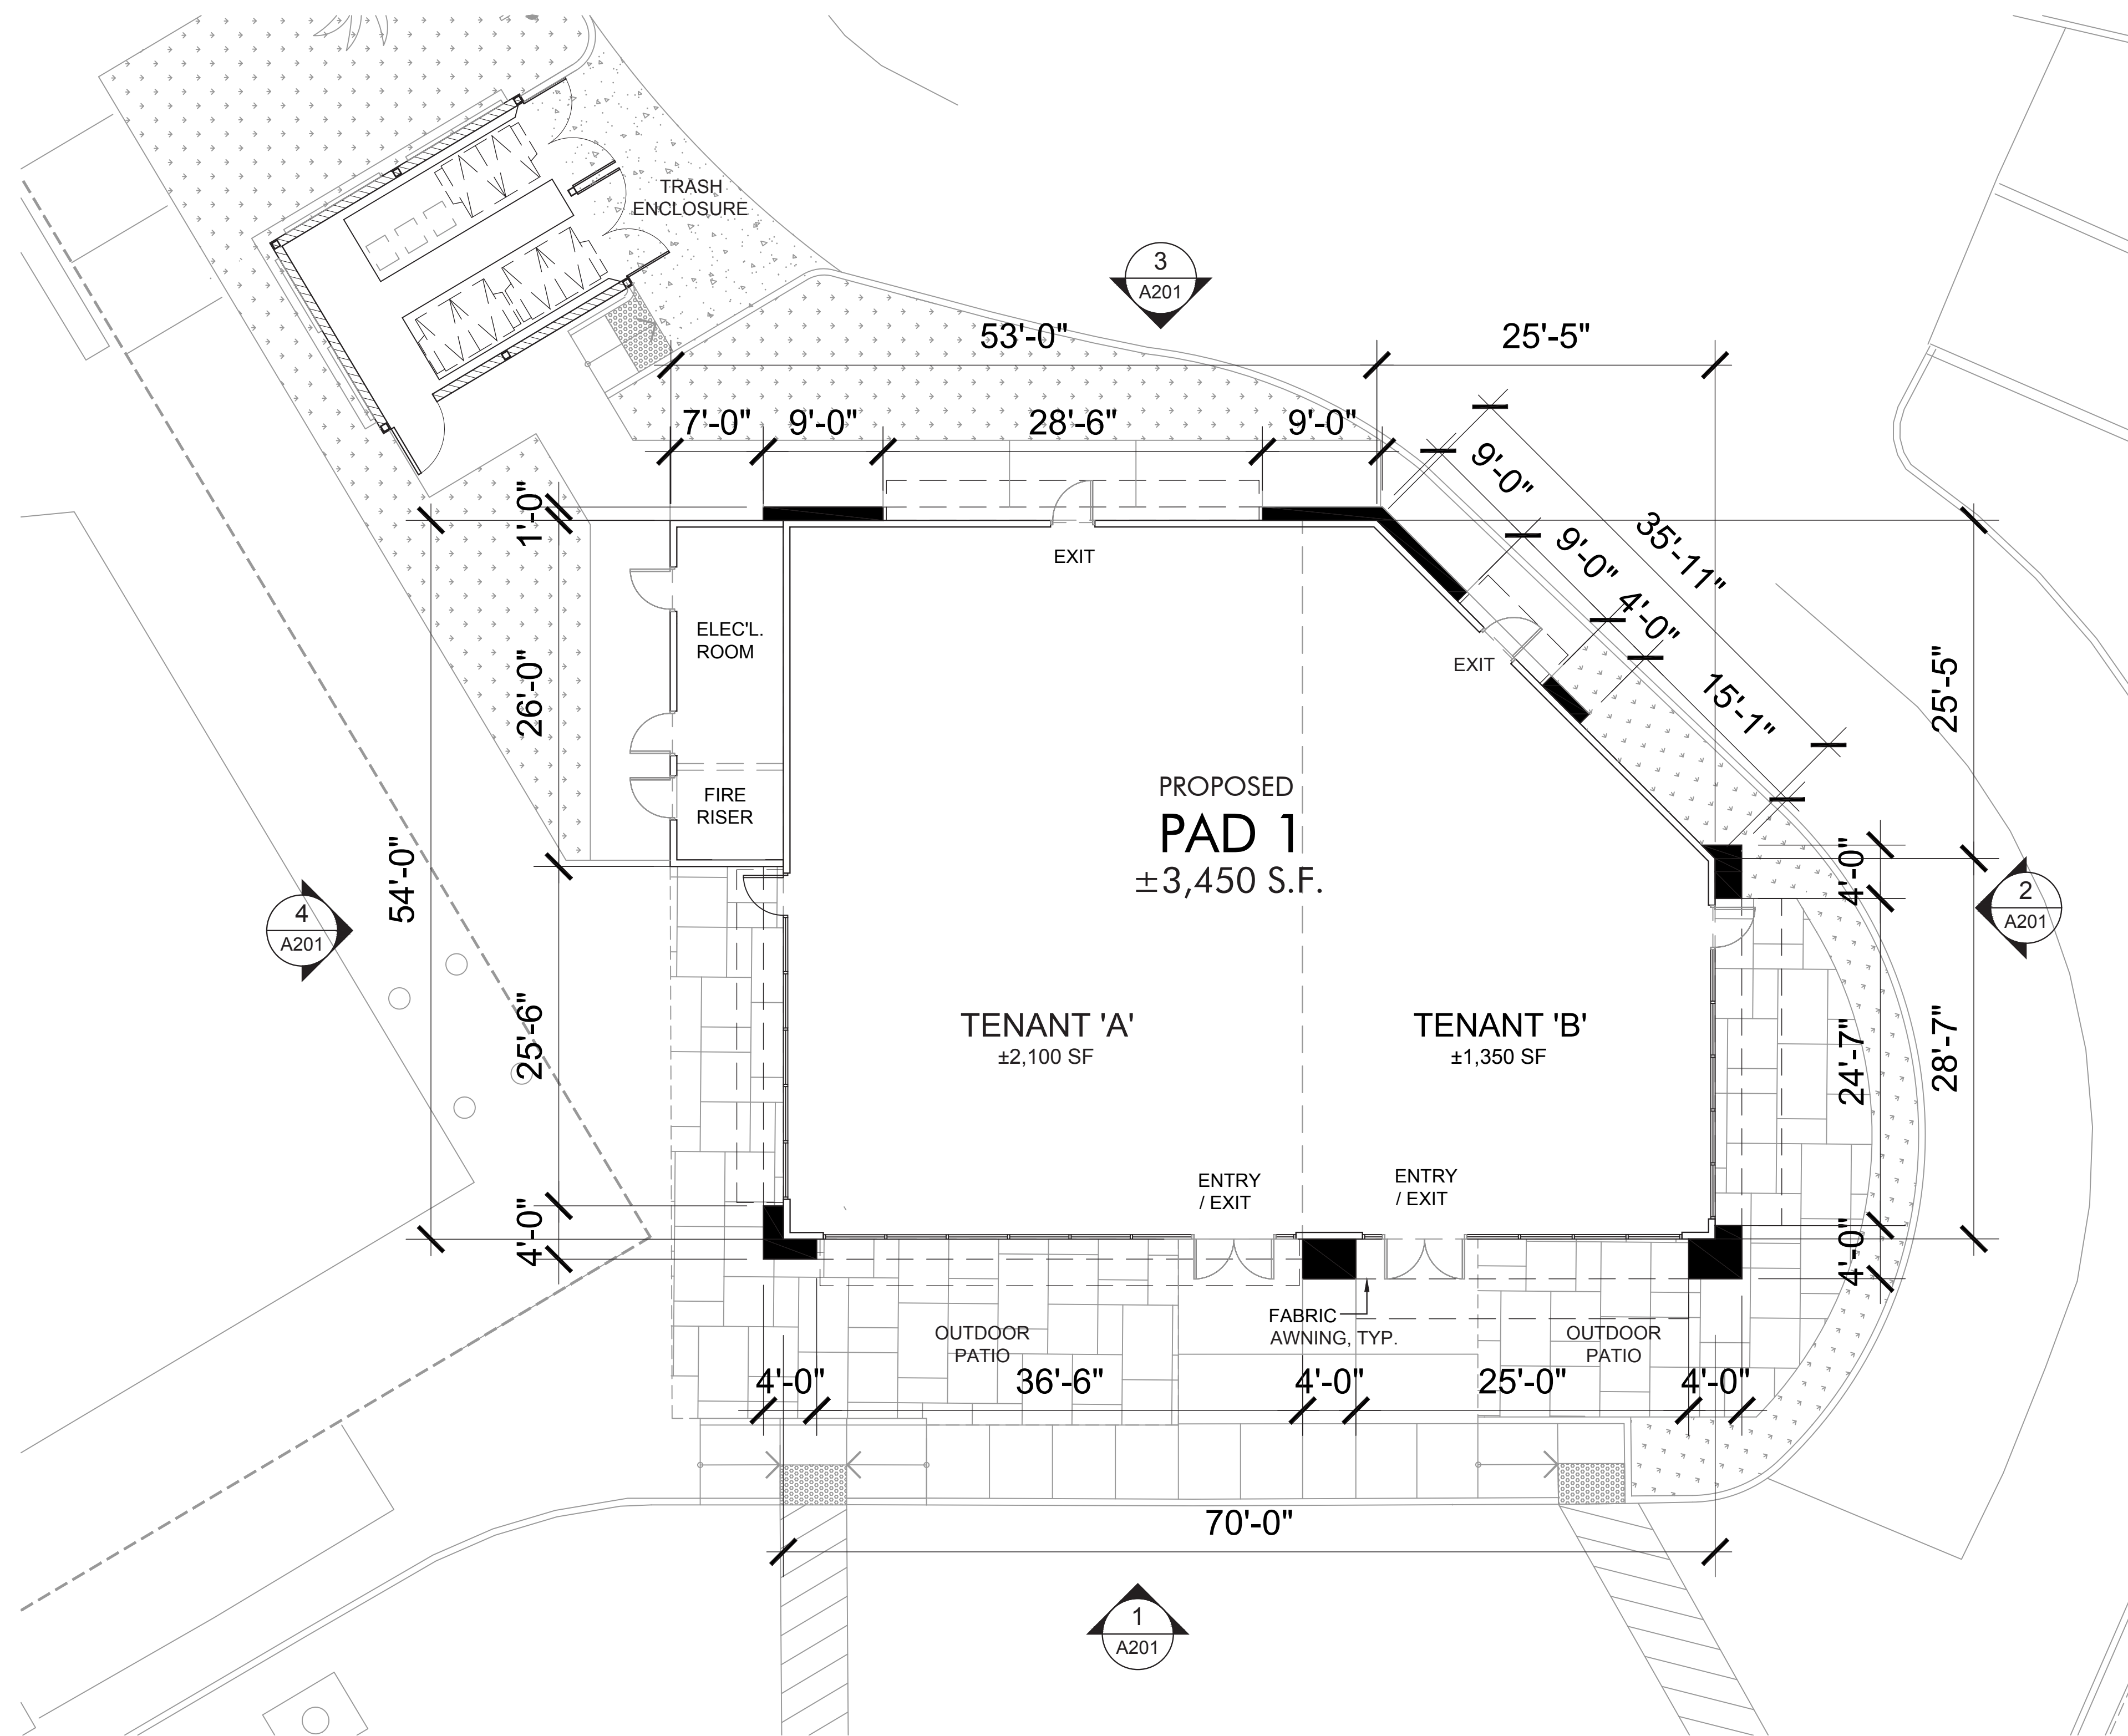 TRASH
ENCLOSURE
3
A201
53'-0"
25'-5"
7'-0"
9'-0"
28'-6"
9'-0"
9'-0"
35'-11"
9'-0"
4'-0"
15'-1"
1'-0"
EXIT
ELEC'L.
ROOM
EXIT
26'-0"
25'-5"
FIRE
RISER
PROPOSED
PAD 1
±3,450 S.F.
54'-0"
4'-0"
4
A201
2
A201
25'-6"
TENANT 'A'
±2,100 SF
TENANT 'B'
±1,350 SF
24'-7"
28'-7"
ENTRY
/ EXIT
ENTRY
/ EXIT
4'-0"
4'-0"
FABRIC
AWNING, TYP.
OUTDOOR
PATIO
OUTDOOR
PATIO
4'-0"
36'-6"
4'-0"
25'-0"
4'-0"
70'-0"
1
A201